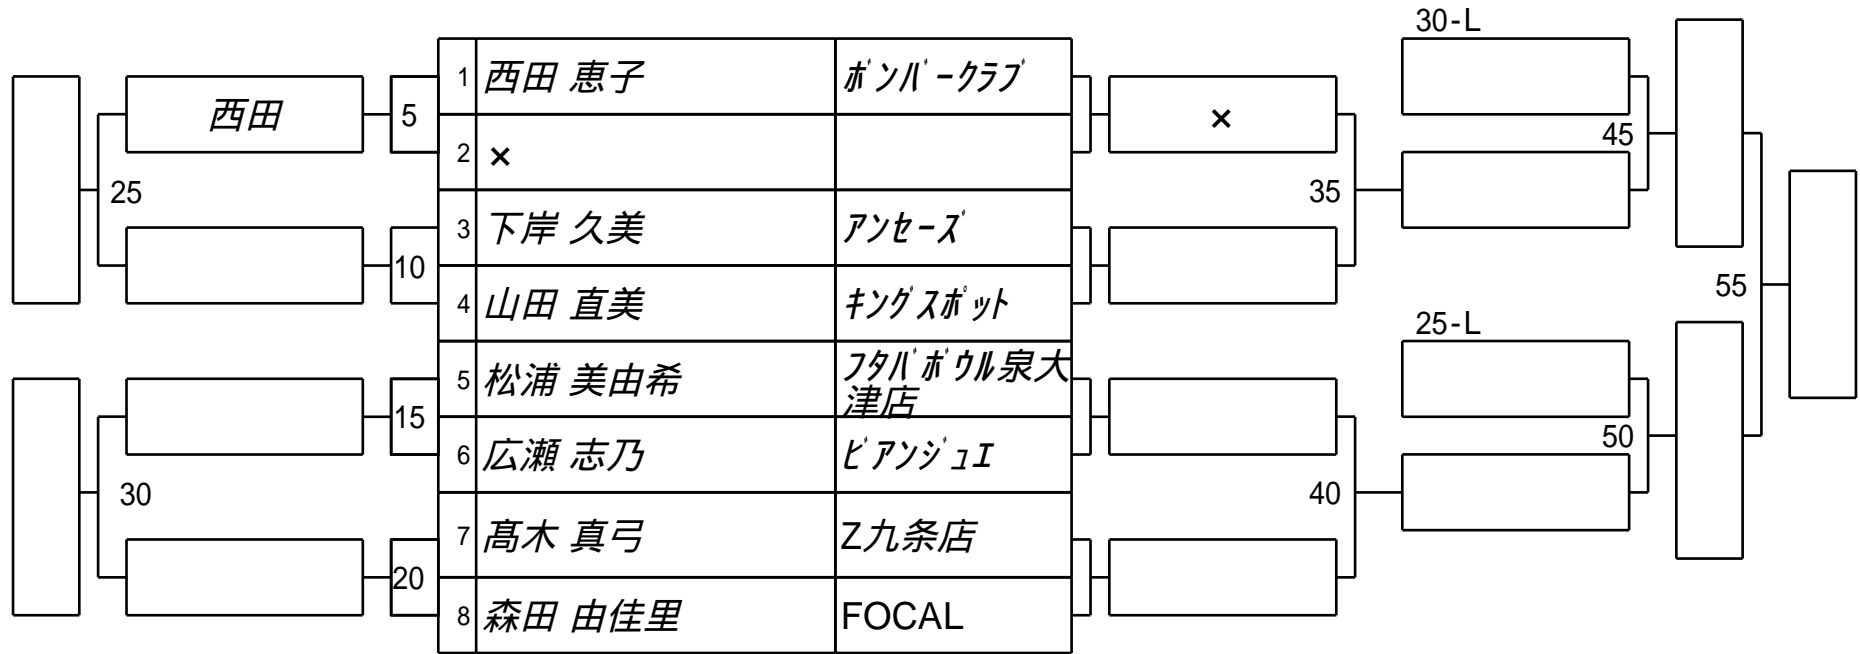 30-L
1 西田 恵子 ﾎﾞﾝﾊﾞｰｸﾗﾌﾞ
西田 5 × 45
2 ×
25 35
3 下岸 久美 ｱﾝｾｰｽﾞ
10
4 山田 直美 ｷﾝｸﾞｽﾎﾟｯﾄ
55
25-L
5 松浦 美由希 ﾌﾀﾊﾞﾎﾞｳﾙ泉大
津店
15 50
6 広瀬 志乃 ﾋﾞｱﾝｼﾞｭｴ
30 40
7 髙木 真弓 Z九条店
20
8 森田 由佳里 FOCAL